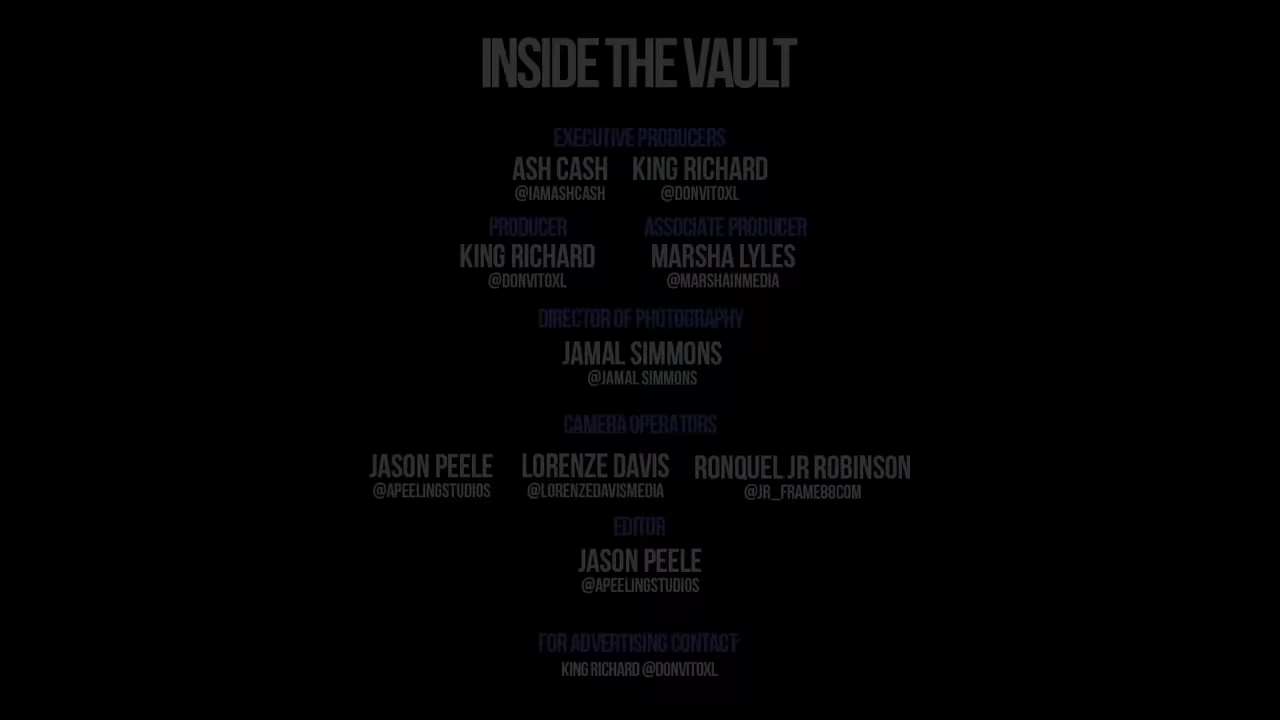 INSIDE THE VAULT
EXECUTIVE PRODUCERS
ASH CASH KING RICHARD
@IAMASHCASH @DONVITOXL
PRODUCER ASSOCIATE PRODUCER
KING RICHARD MARSHA LYLES
@DONVITOXL @MARSHAINMEDIA
DIRECTOR OF PHOTOGRAPHY
JAMAL SIMMONS
@JAMAL SIMMONS
CAMERA OPERATORS
JASON PEELE LORENZE DAVIS RONQUEL JR ROBINSON
@APEELINGSTUDIOS @LORENZEDAVISMEDIA @JR_FRAME88COM
EDITOR
JASON PEELE
@APEELINGSTUDIOS
FOR ADVERTISING CONTACT
KING RICHARD @DONVITOXL